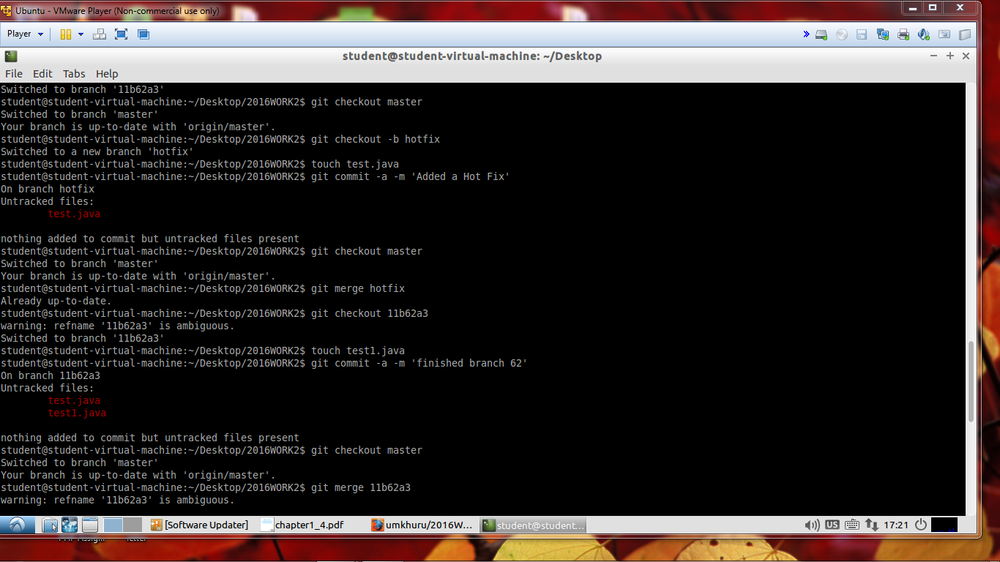 Ubuntu - VMware Player (Non-commercial use only)
Player
student@student-virtual-machine: ~/Desktop
File Edit Tabs Help
Switched to branch '11b62a3'
student@student-virtual-machine:~/Desktop/2016WORK2$ git checkout master
Switched to branch 'master'
Your branch is up-to-date with 'origin/master'.
student@student-virtual-machine:~/Desktop/2016WORK2$ git checkout -b hotfix
Switched to a new branch 'hotfix'
student@student-virtual-machine:~/Desktop/2016WORK2$ touch test.java
student@student-virtual-machine:~/Desktop/2016WORK2$ git commit -a -m 'Added a Hot Fix'
On branch hotfix
Untracked files:
test.java
nothing added to commit but untracked files present
student@student-virtual-machine:~/Desktop/2016WORK2$ git checkout master
Switched to branch 'master'
Your branch is up-to-date with 'origin/master'.
student@student-virtual-machine:~/Desktop/2016WORK2$ git merge hotfix
Already up-to-date.
student@student-virtual-machine:~/Desktop/2016WORK2$ git checkout 11b62a3
warning: refname '11b62a3' is ambiguous.
Switched to branch '11b62a3'
student@student-virtual-machine:~/Desktop/2016WORK2$ touch test1.java
student@student-virtual-machine:~/Desktop/2016WORK2$ git commit -a -m 'finished branch 62'
On branch 11b62a3
Untracked files:
test.java
test1.java
nothing added to commit but untracked files present
student@student-virtual-machine:~/Desktop/2016WORK2$ git checkout master
Switched to branch 'master'
Your branch is up-to-date with 'origin/master'.
student@student-virtual-machine:~/Desktop/2016WORK2$ git merge 11b62a3
warning: refname '11b62a3' is ambiguous.
[Software Updater] chapter1_4.pdf umkhuru/2016W... student@student... US 17:21